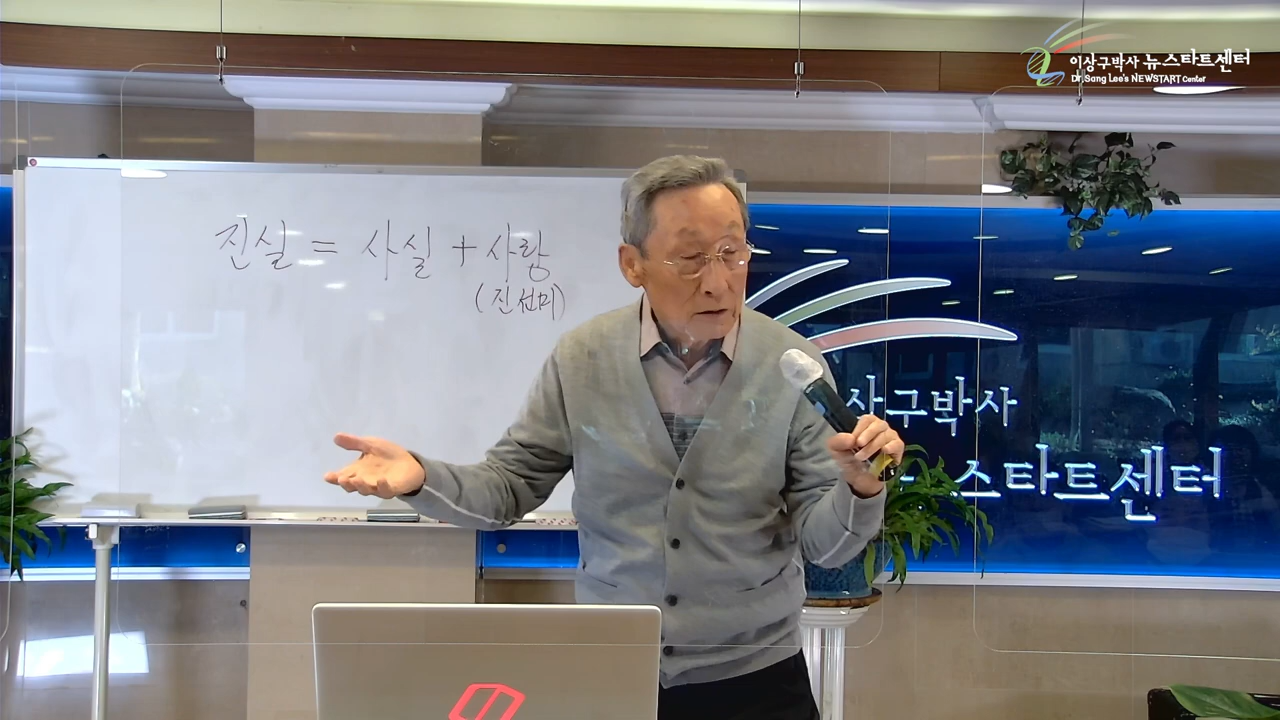 이상구박사 뉴스타트센터
Dr.Sang Lee's NEWSTART Center
진실 = 사실 + 사랑
(진선미)
상구박사
스타트센터